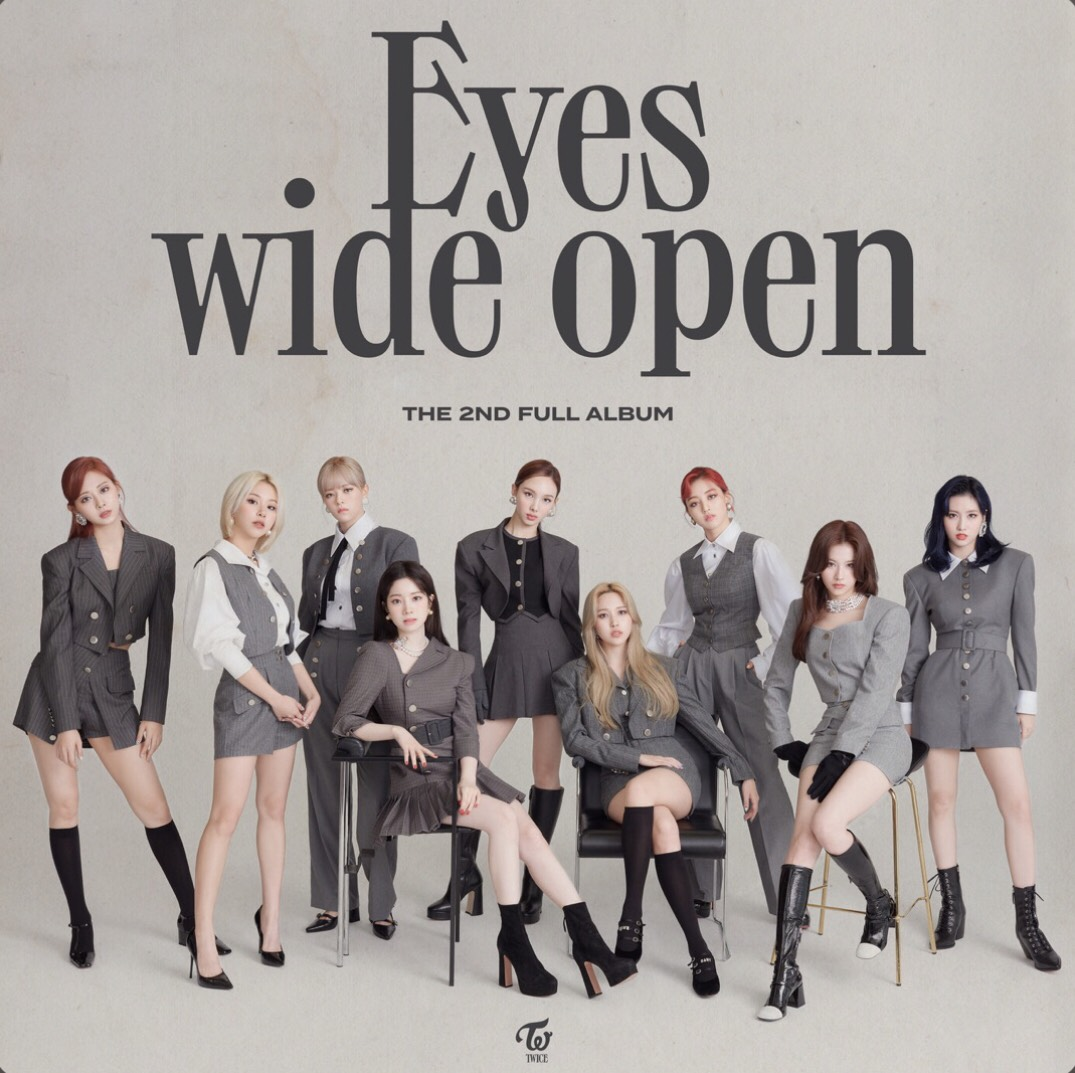 Eyes
wide open
THE 2ND FULL ALBUM
TWICE